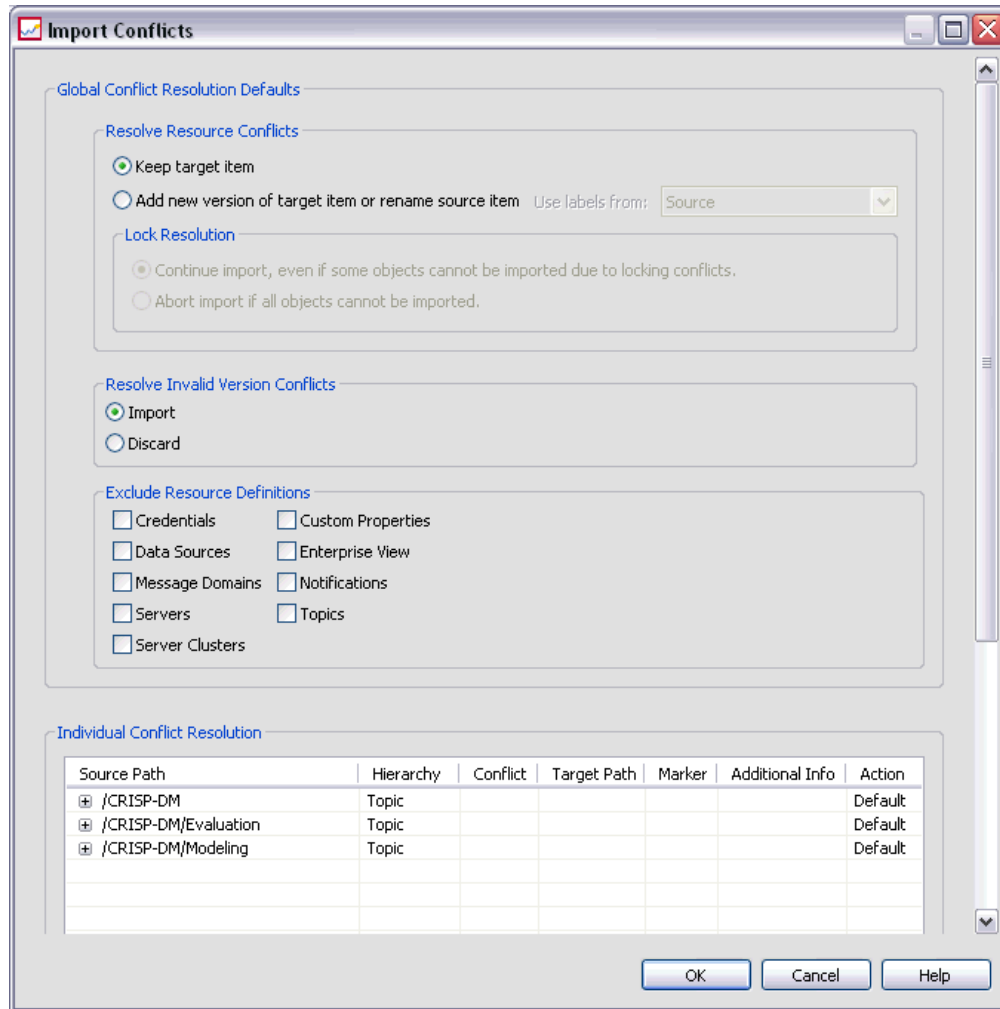 Import Conflicts
Global Conflict Resolution Defaults
Resolve Resource Conflicts
Keep target item
Add new version of target item or rename source item Use labels from: Source
Lock Resolution
Continue import, even if some objects cannot be imported due to locking conflicts.
Abort import if all objects cannot be imported.
Resolve Invalid Version Conflicts
Import
Discard
Exclude Resource Definitions
Credentials Custom Properties
Data Sources Enterprise View
Message Domains Notifications
Servers Topics
Server Clusters
Individual Conflict Resolution
Source Path Hierarchy Conflict Target Path Marker Additional Info Action
/CRISP-DM Topic Default
/CRISP-DM/Evaluation Topic Default
/CRISP-DM/Modeling Topic Default
OK Cancel Help